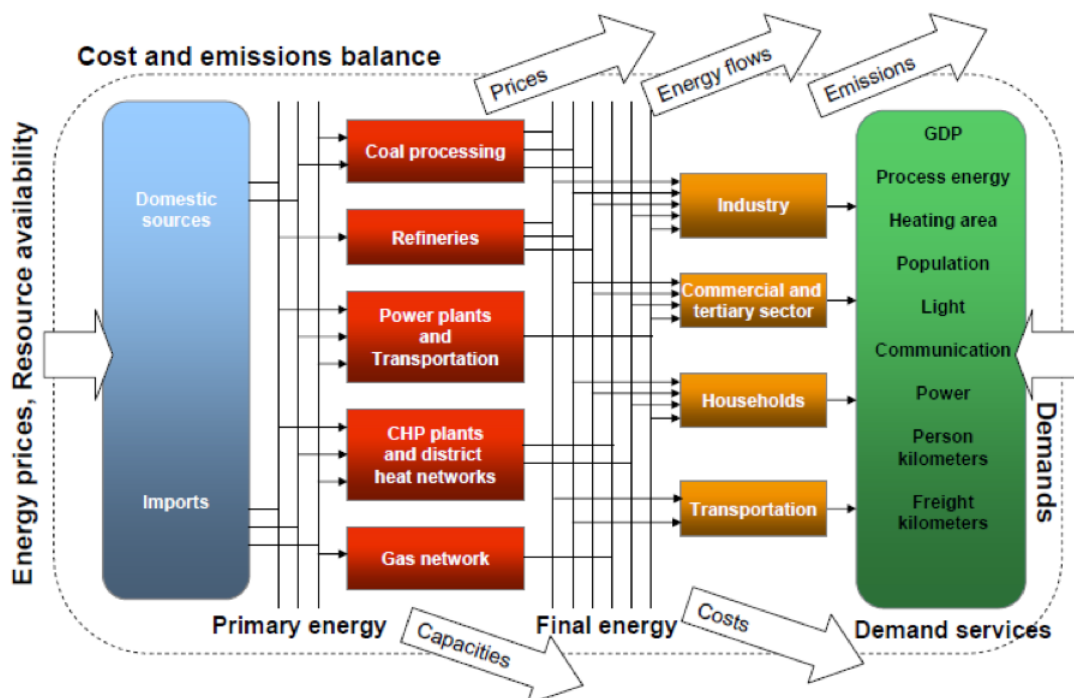 Cost and emissions balance
Prices
Energy flows
Emissions
Energy prices, Resource availability
Domestic
sources
Imports
Primary energy
Coal processing
Refineries
Power plants
and
Transportation
CHP plants
and district
heat networks
Gas network
Capacities
Final energy
Industry
Commercial and
tertiary sector
Households
Transportation
Costs
GDP
Process energy
Heating area
Population
Light
Communication
Power
Person
kilometers
Freight
kilometers
Demand services
Demands